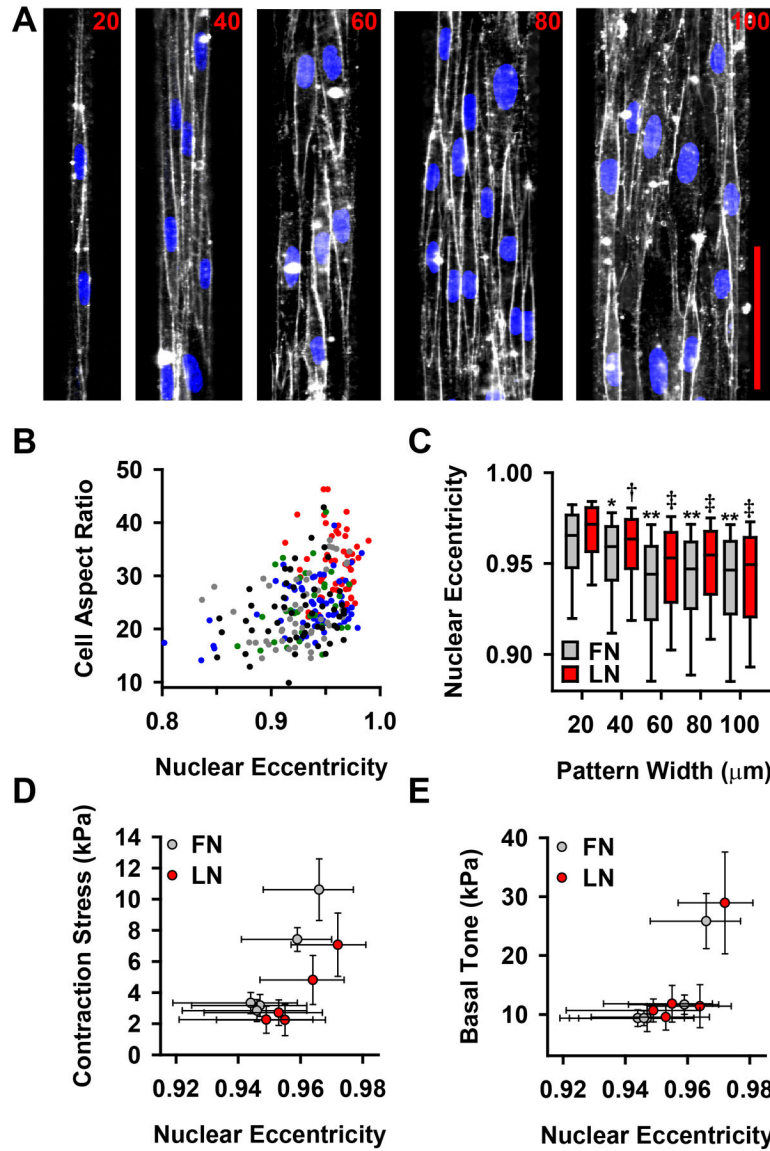 A
20
40
60
80
100
B
Cell Aspect Ratio
50
40
30
20
10
0.8
0.9
1.0
Nuclear Eccentricity
C
Nuclear Eccentricity
1.00
0.95
0.90
*
†
**
‡
**
‡
**
‡
FN
LN
20
40
60
80
100
Pattern Width (μm)
D
Contraction Stress (kPa)
14
12
10
8
6
4
2
0
FN
LN
0.92
0.94
0.96
0.98
Nuclear Eccentricity
E
Basal Tone (kPa)
40
30
20
10
0
FN
LN
0.92
0.94
0.96
0.98
Nuclear Eccentricity